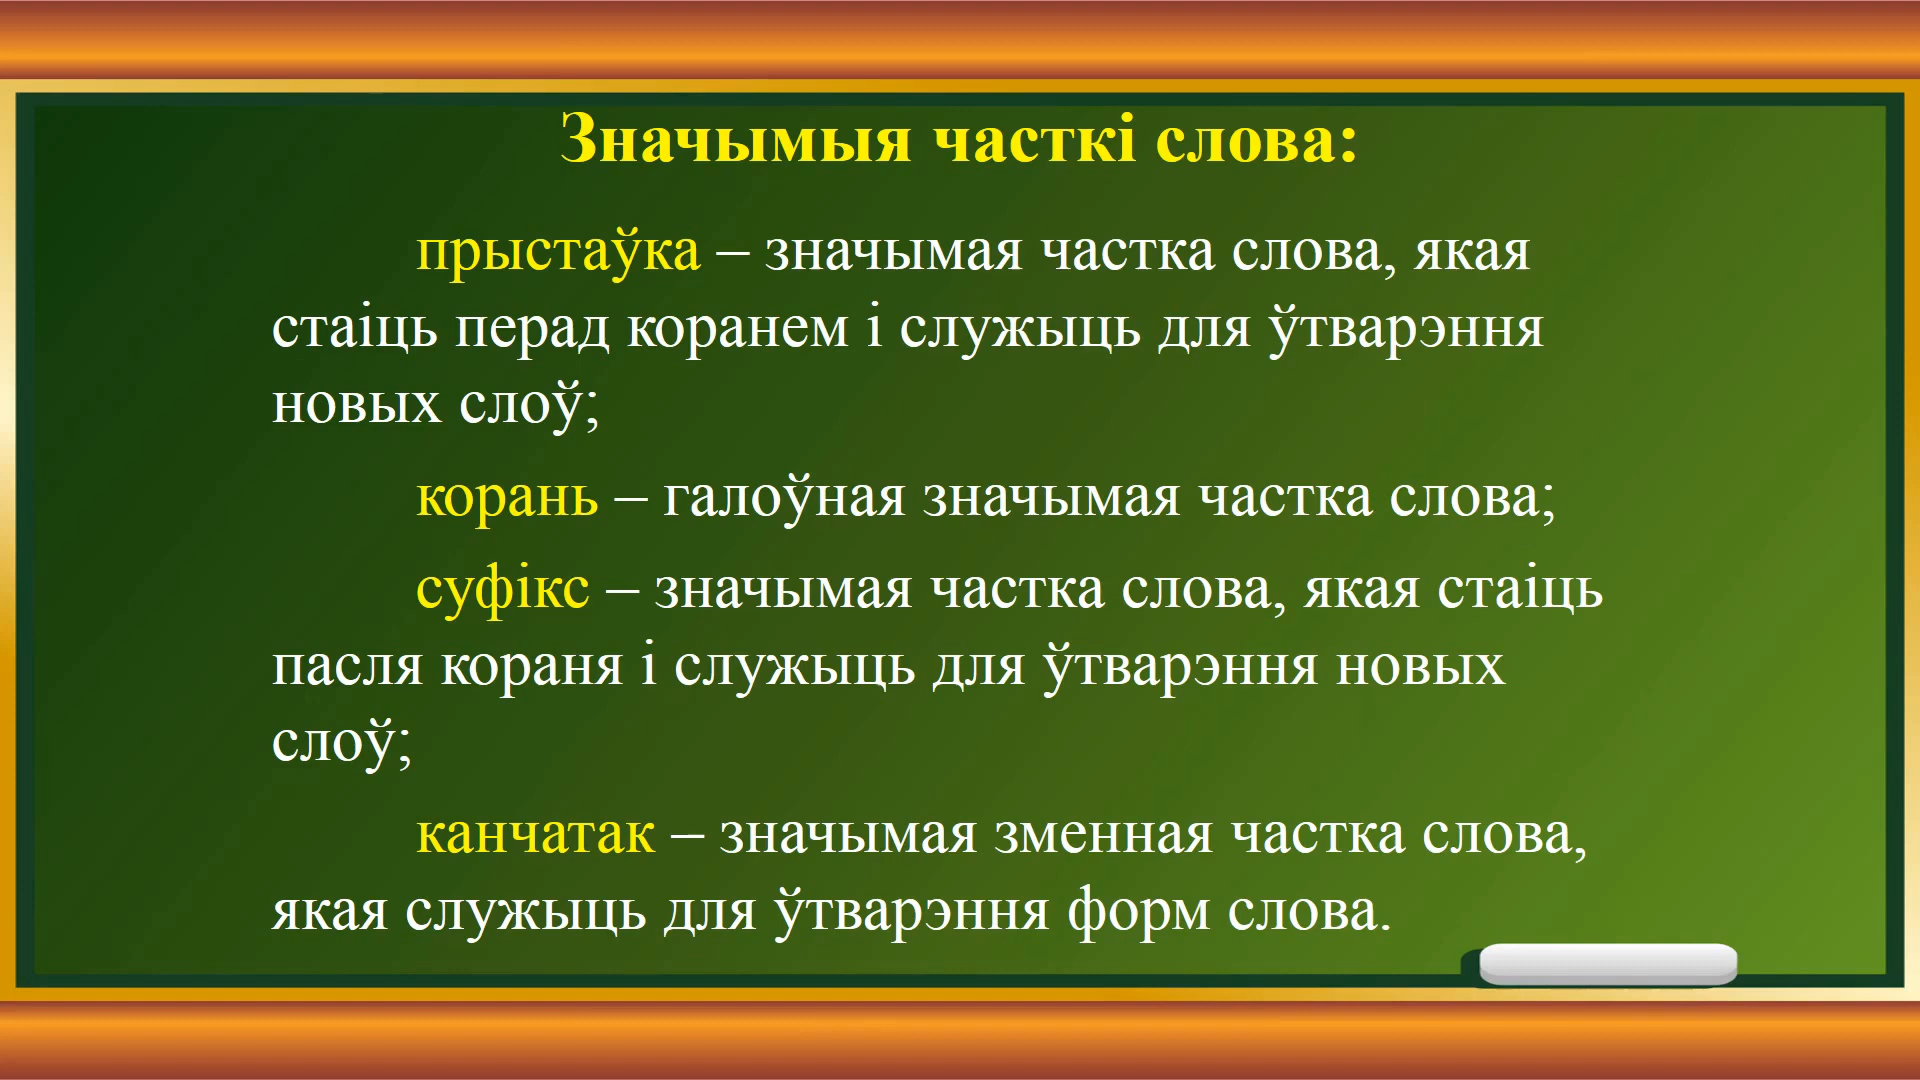 Значымыя часткі слова:
прыстаўка – значымая частка слова, якая
стаіць перад коранем і служыць для ўтварэння
новых слоў;
корань – галоўная значымая частка слова;
суфікс – значымая частка слова, якая стаіць
пасля кораня і служыць для ўтварэння новых
слоў;
канчатак – значымая зменная частка слова,
якая служыць для ўтварэння форм слова.